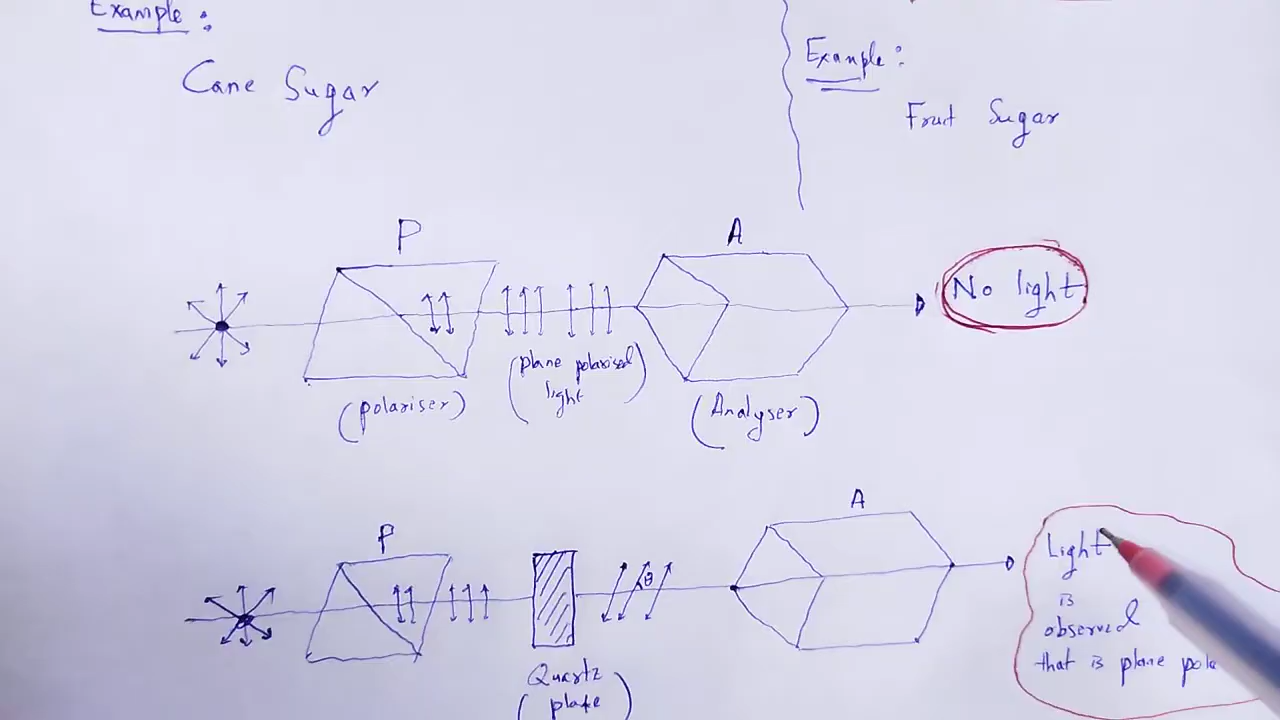 Example :
Cane Sugar
Example :
Fruit Sugar
P
A
No light
(polariser)
(plane polarised
light)
(Analyser)
P
A
θ
Quartz
(plate)
Light
is
observed
that is plane pola